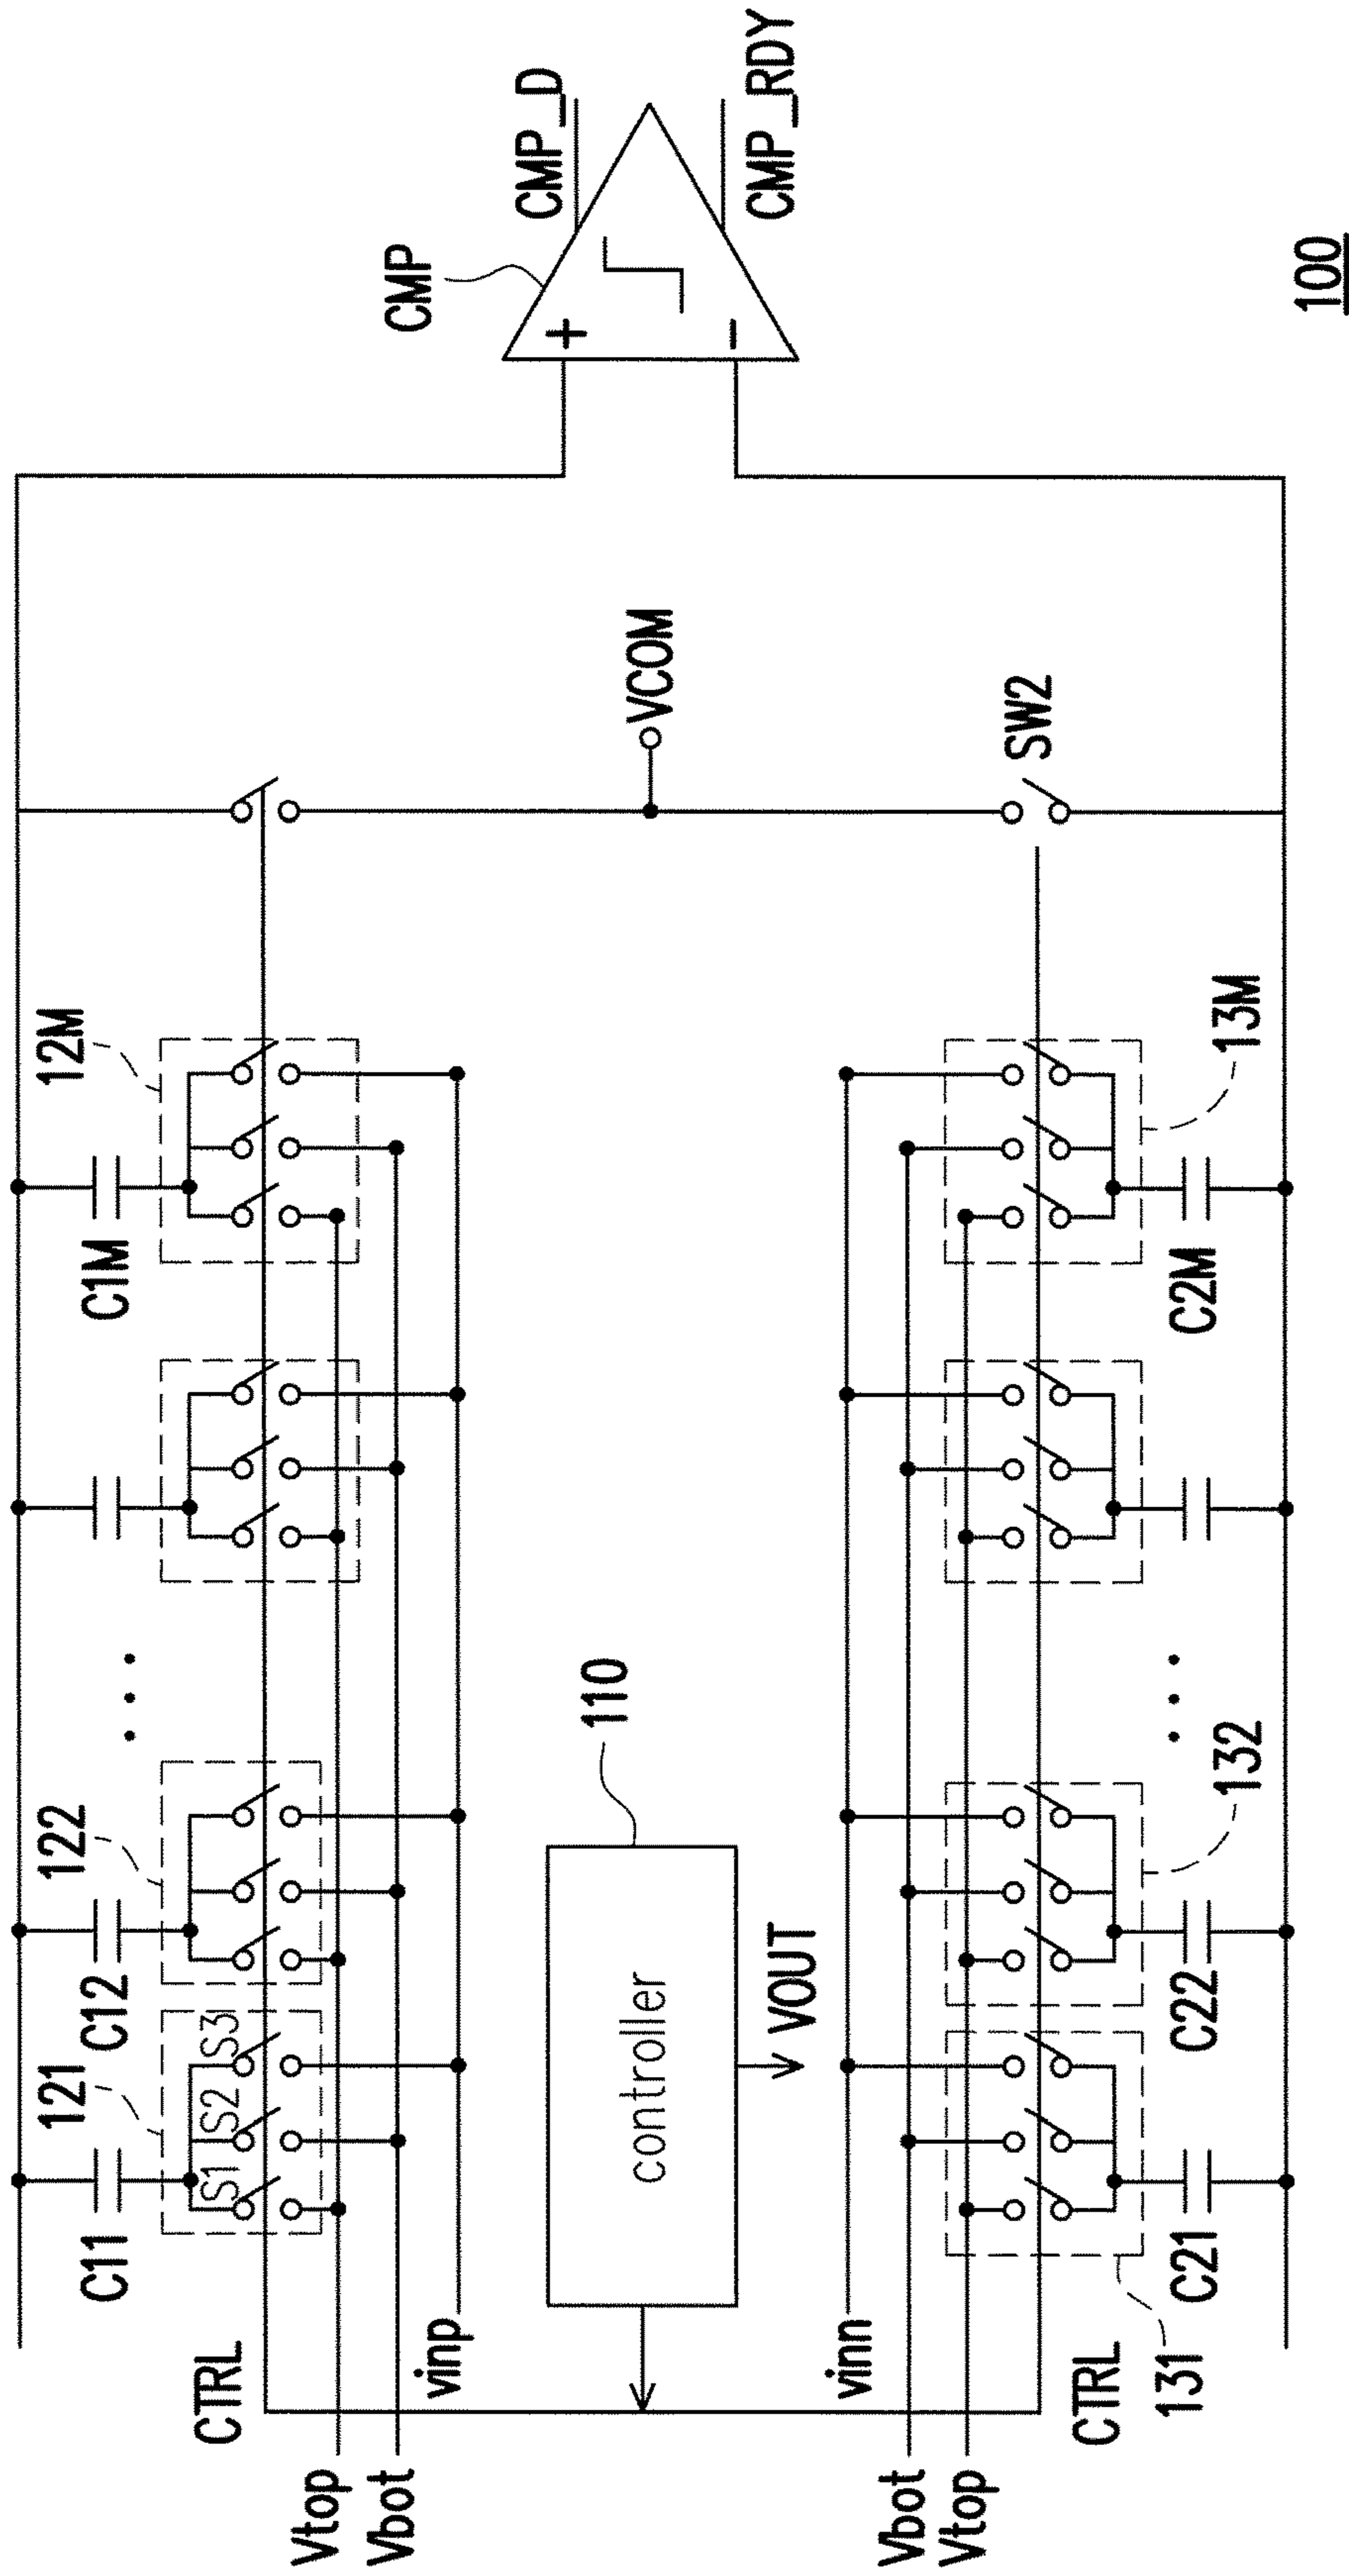 C11
121
C12
122
C1M
12M
S1
S2
S3
CTRL
Vtop
Vbot
vinp
CMP
CMP_D
+
-
CMP_RDY
VCOM
SW2
110
controller
VOUT
vinn
Vbot
Vtop
CTRL
131
C21
C22
132
C2M
13M
100